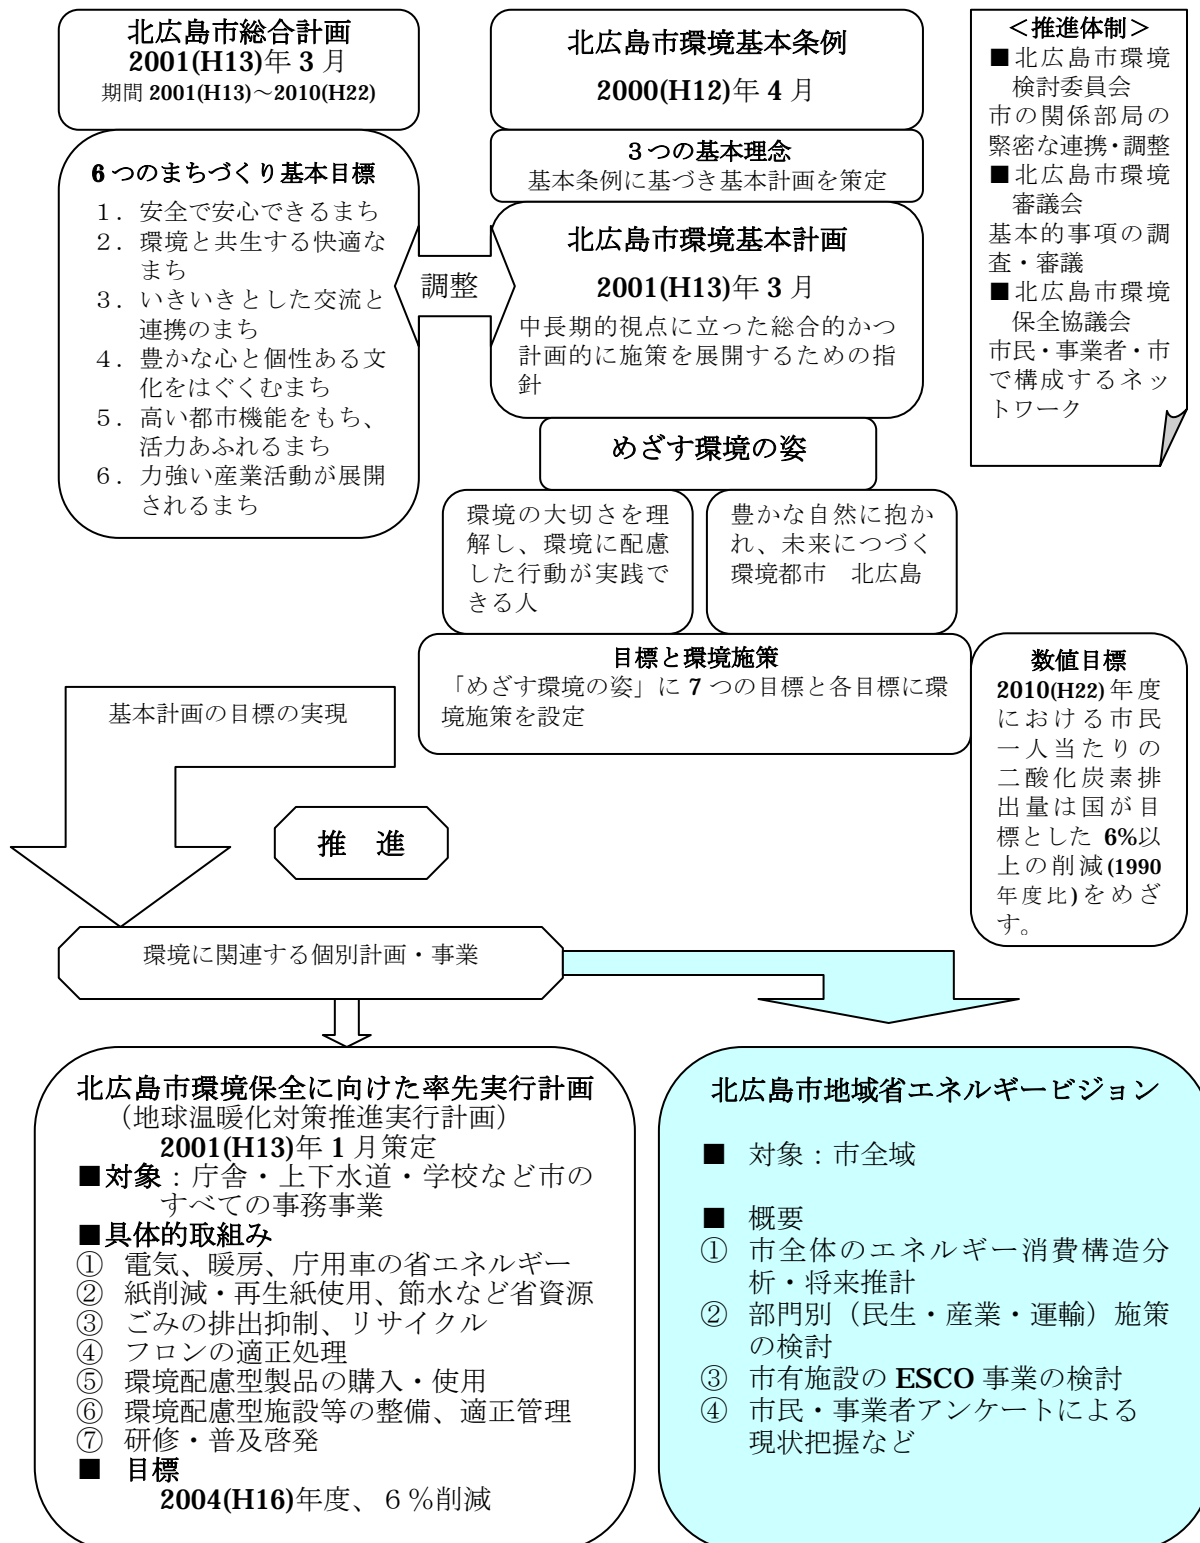 北広島市総合計画
2001(H13)年 3 月
期間 2001(H13)～2010(H22)
6 つのまちづくり基本目標
１．安全で安心できるまち
２．環境と共生する快適な
まち
３．いきいきとした交流と
連携のまち
４．豊かな心と個性ある文
化をはぐくむまち
５．高い都市機能をもち、
活力あふれるまち
６．力強い産業活動が展開
されるまち
調整
北広島市環境基本条例
2000(H12)年 4 月
３つの基本理念
基本条例に基づき基本計画を策定
北広島市環境基本計画
2001(H13)年 3 月
中長期的視点に立った総合的かつ
計画的に施策を展開するための指
針
めざす環境の姿
環境の大切さを理
解し、環境に配慮
した行動が実践で
きる人
豊かな自然に抱か
れ、未来につづく
環境都市　北広島
目標と環境施策
「めざす環境の姿」に 7 つの目標と各目標に環
境施策を設定
＜推進体制＞
■北広島市環境
検討委員会
市の関係部局の
緊密な連携・調整
■北広島市環境
審議会
基本的事項の調
査・審議
■北広島市環境
保全協議会
市民・事業者・市
で構成するネッ
トワーク
数値目標
2010(H22)年度
における市民
一人当たりの
二酸化炭素排
出量は国が目
標とした 6%以
上の削減(1990
年度比)をめざ
す。
基本計画の目標の実現
推　進
環境に関連する個別計画・事業
北広島市環境保全に向けた率先実行計画
（地球温暖化対策推進実行計画）
2001(H13)年 1 月策定
■対象：庁舎・上下水道・学校など市の
すべての事務事業
■具体的取組み
①　電気、暖房、庁用車の省エネルギー
②　紙削減・再生紙使用、節水など省資源
③　ごみの排出抑制、リサイクル
④　フロンの適正処理
⑤　環境配慮型製品の購入・使用
⑥　環境配慮型施設等の整備、適正管理
⑦　研修・普及啓発
■　目標
2004(H16)年度、６％削減
北広島市地域省エネルギービジョン
■　対象：市全域
■　概要
①　市全体のエネルギー消費構造分
析・将来推計
②　部門別（民生・産業・運輸）施策
の検討
③　市有施設の ESCO 事業の検討
④　市民・事業者アンケートによる
現状把握など